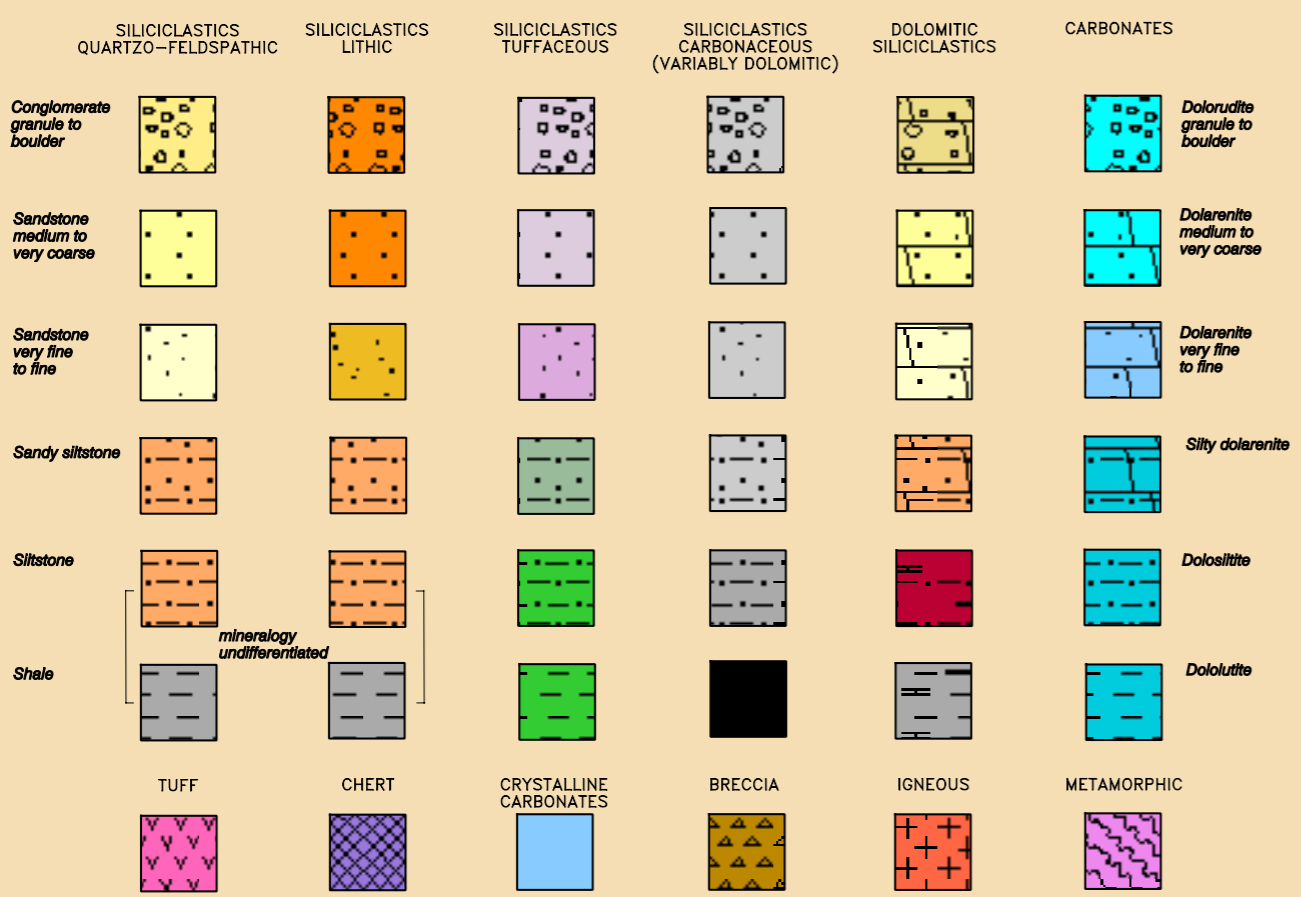 SILICICLASTICS
QUARTZO-FELDSPATHIC
SILICICLASTICS
LITHIC
SILICICLASTICS
TUFFACEOUS
SILICICLASTICS
CARBONACEOUS
(VARIABLY DOLOMITIC)
DOLOMITIC
SILICICLASTICS
CARBONATES
Conglomerate
granule to
boulder
Dolorudite
granule to
boulder
Sandstone
medium to
very coarse
Dolarenite
medium to
very coarse
Sandstone
very fine
to fine
Dolarenite
very fine
to fine
Sandy siltstone
Silty dolarenite
Siltstone
Dolosiltite
mineralogy
undifferentiated
Shale
Dololutite
TUFF
CHERT
CRYSTALLINE
CARBONATES
BRECCIA
IGNEOUS
METAMORPHIC